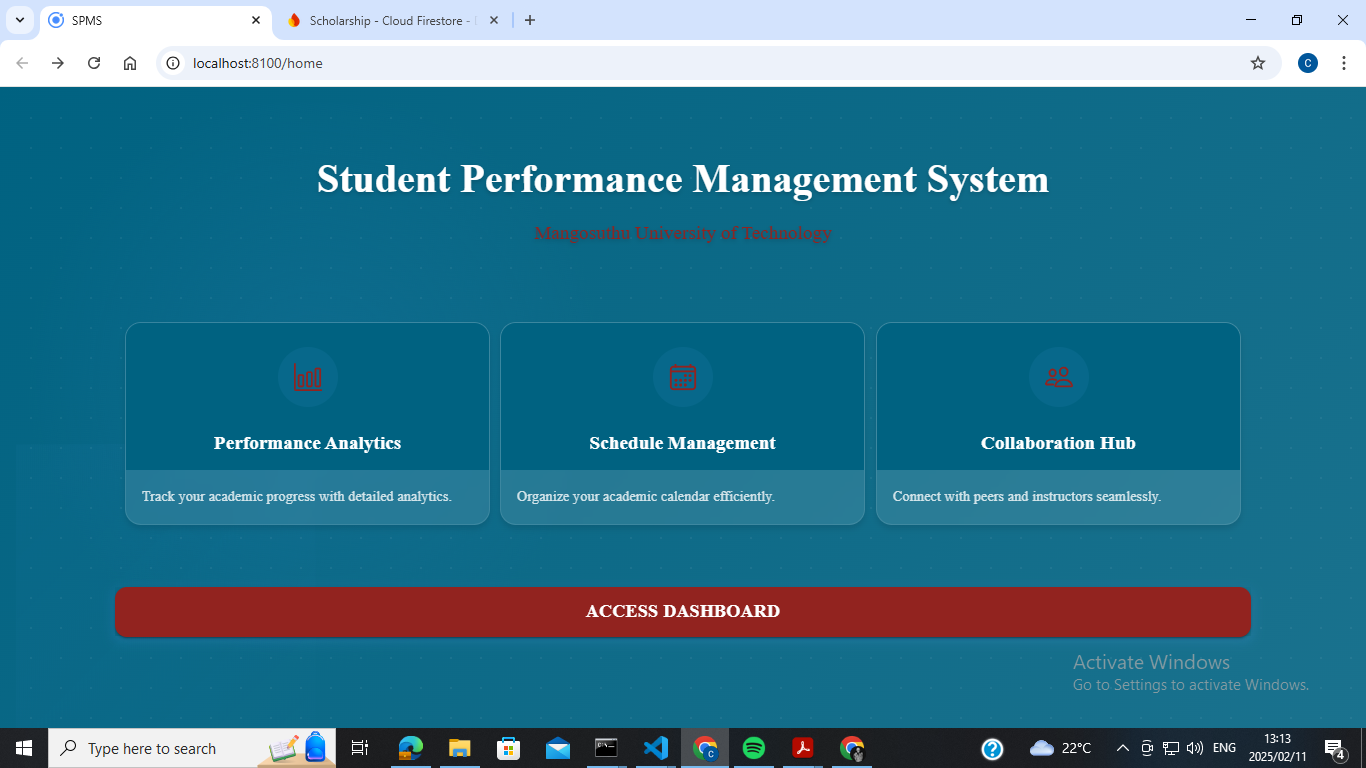 SPMS
Scholarship - Cloud Firestore -
localhost:8100/home
C
Student Performance Management System
Mangosuthu University of Technology
Performance Analytics
Schedule Management
Collaboration Hub
Track your academic progress with detailed analytics.
Organize your academic calendar efficiently.
Connect with peers and instructors seamlessly.
ACCESS DASHBOARD
Activate Windows
Go to Settings to activate Windows.
Type here to search
22°C
ENG
13:13
2025/02/11
4